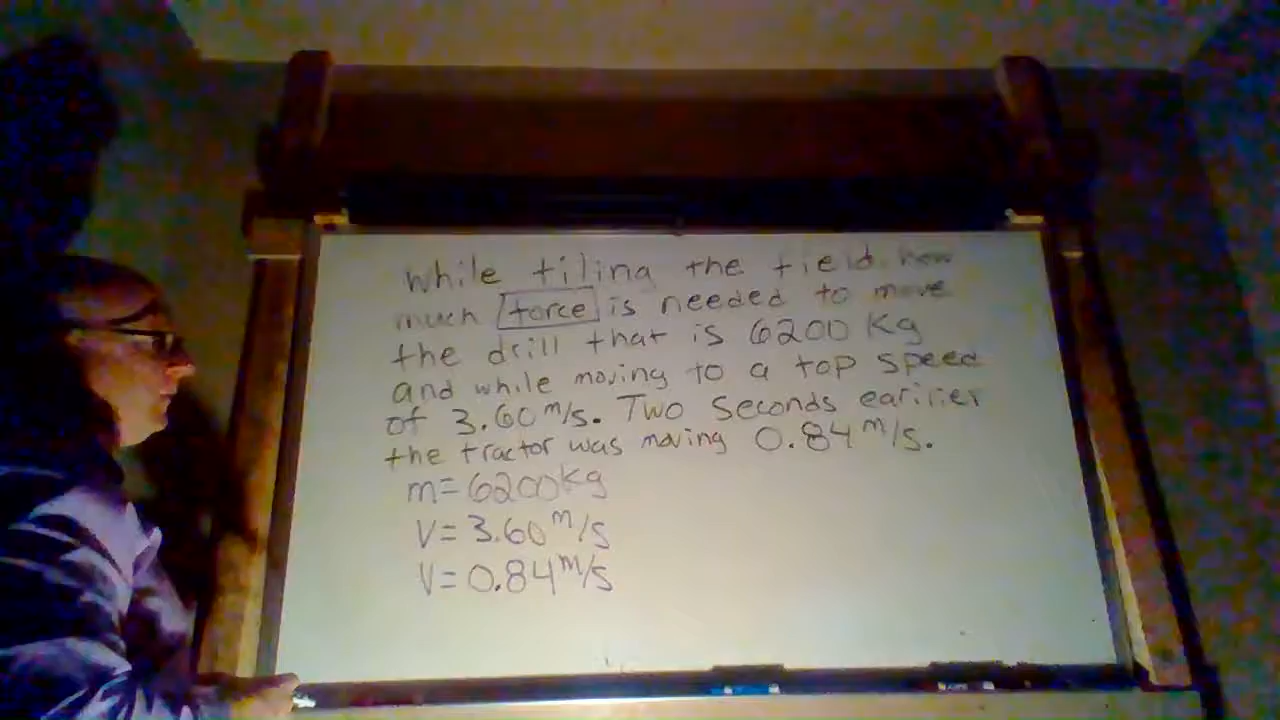 while tiling the field how
much force is needed to move
the drill that is 6200 Kg
and while moving to a top speed
of 3.60 m/s. Two seconds earirier
the tractor was moving 0.84 m/s.
m=6200kg
V=3.60 m/s
V=0.84 m/s